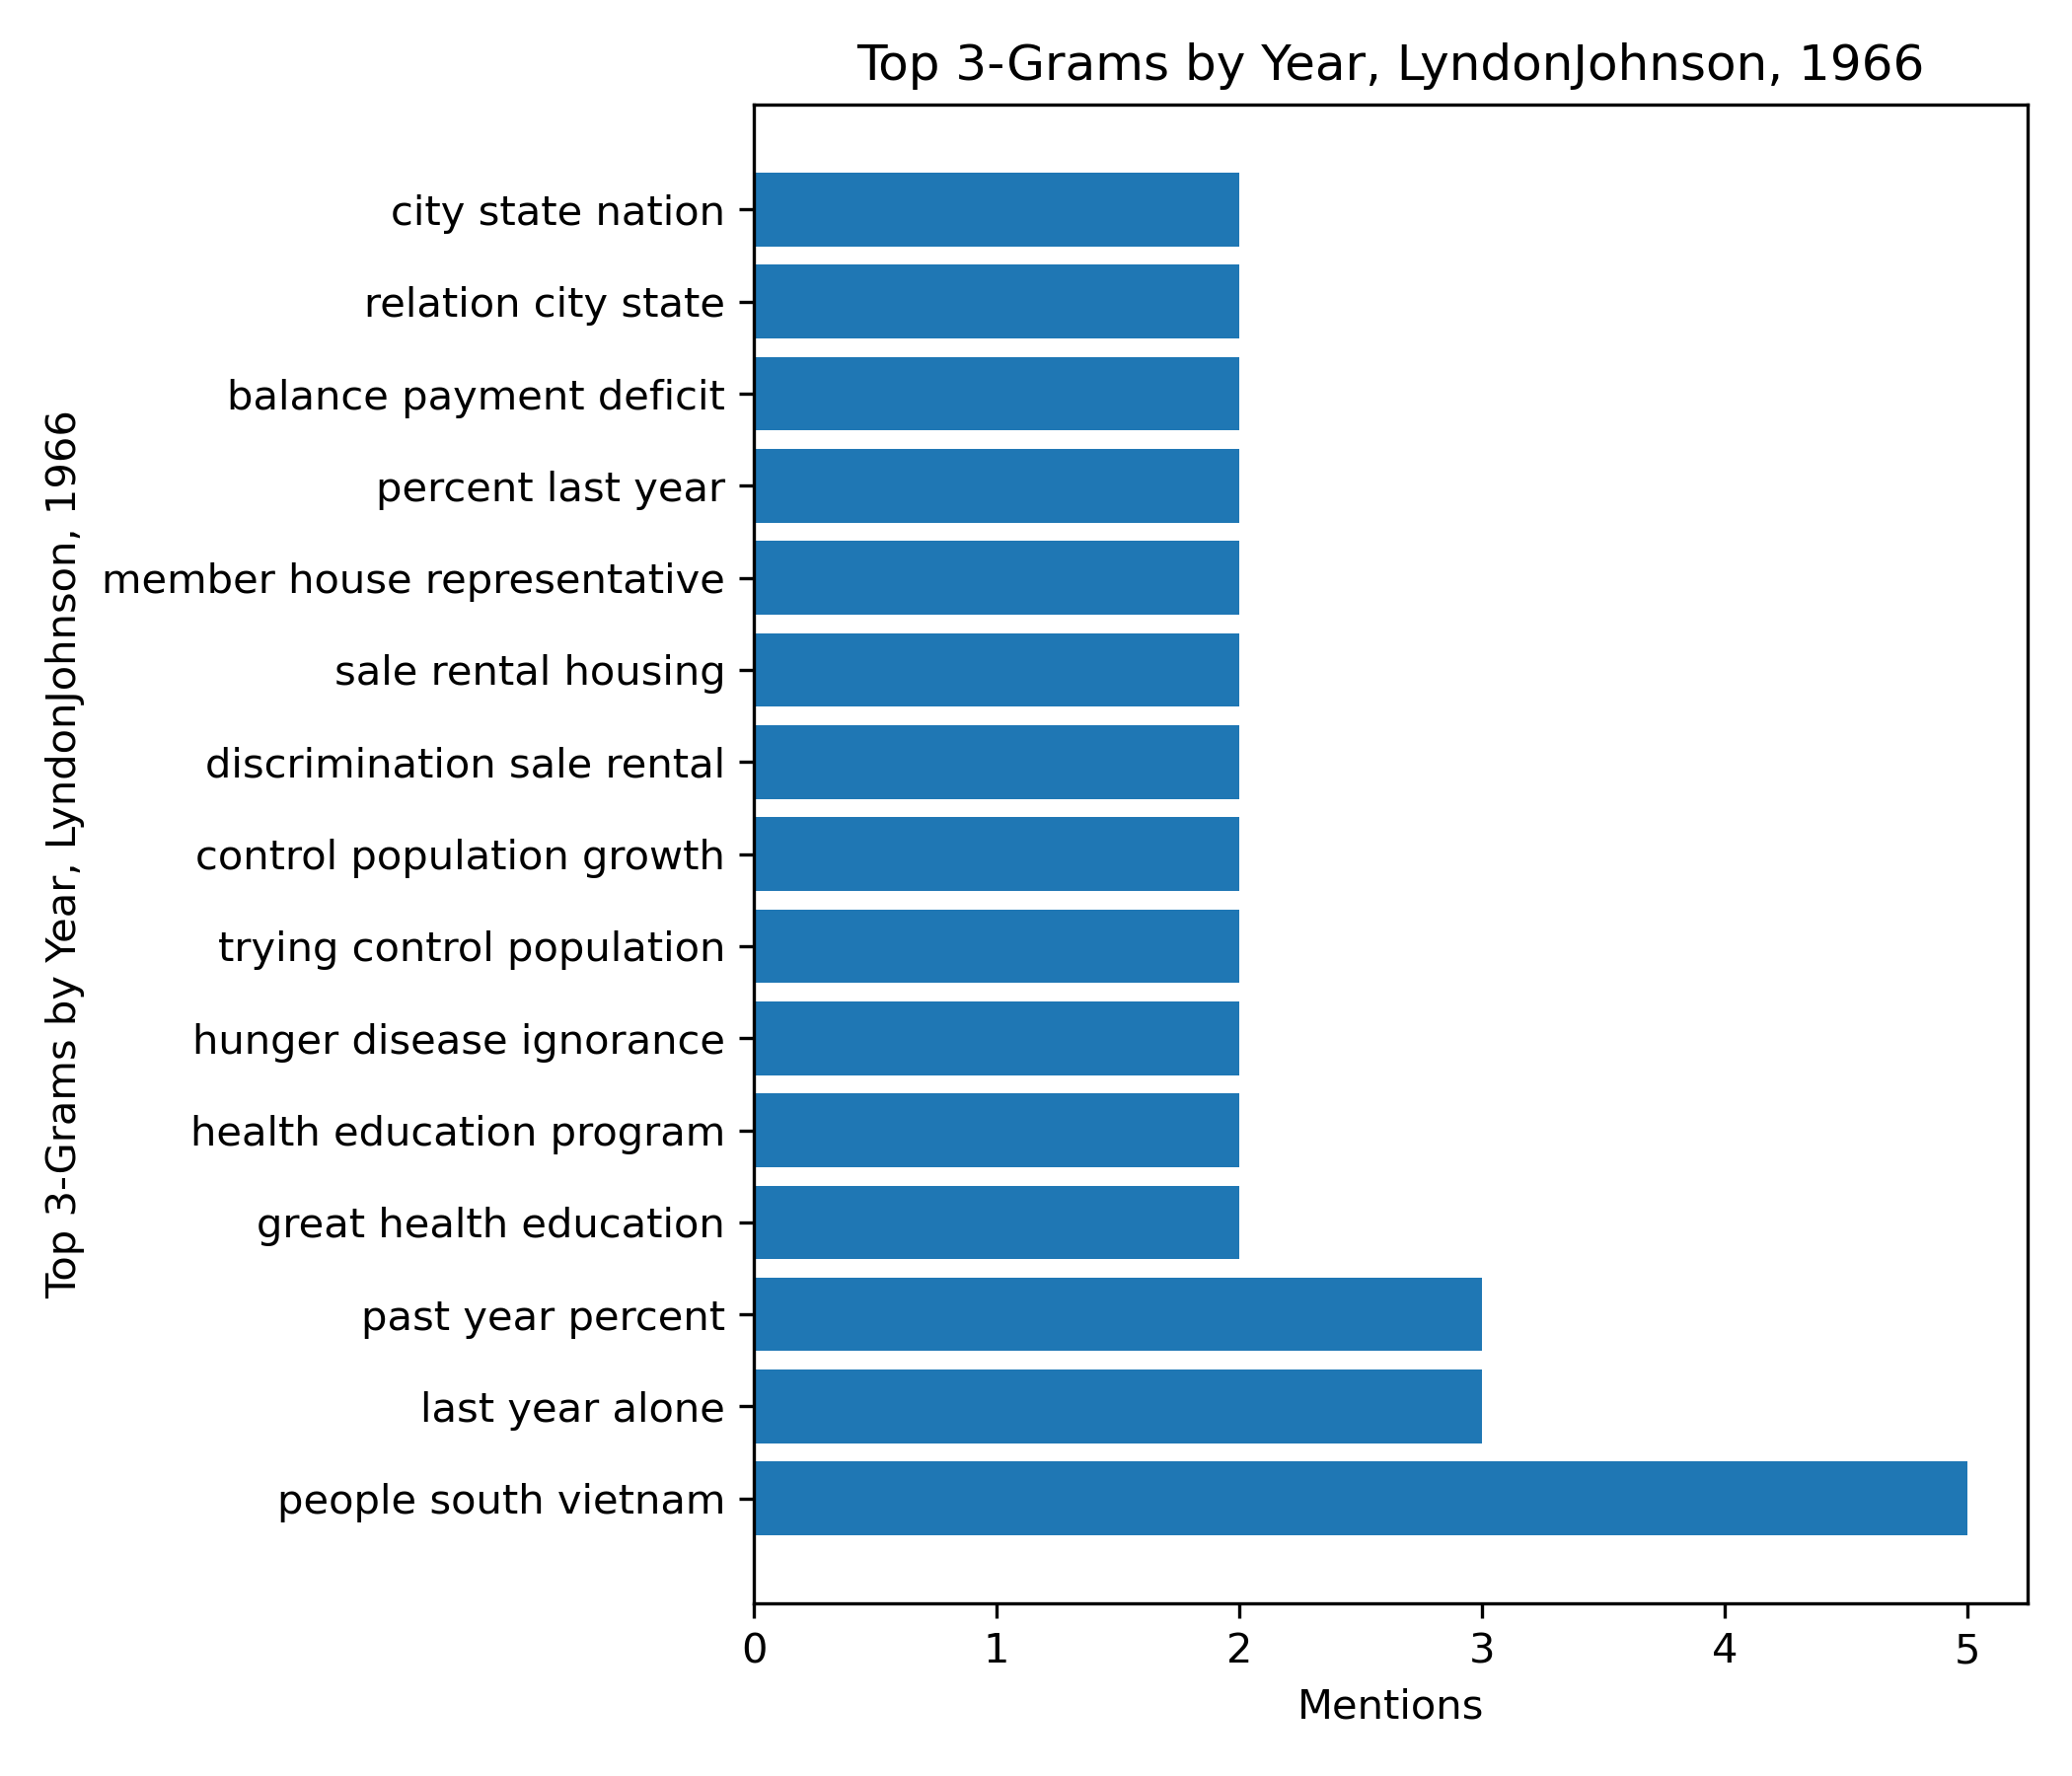 Top 3-Grams by Year, LyndonJohnson, 1966
Top 3-Grams by Year, LyndonJohnson, 1966
city state nation
relation city state
balance payment deficit
percent last year
member house representative
sale rental housing
discrimination sale rental
control population growth
trying control population
hunger disease ignorance
health education program
great health education
past year percent
last year alone
people south vietnam
0 1 2 3 4 5
Mentions